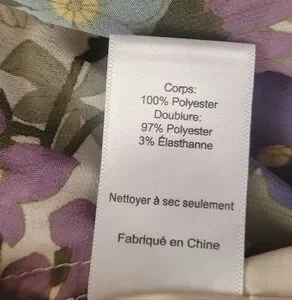 Corps:
100% Polyester
Doublure:
97% Polyester
3% Élasthanne
Nettoyer à sec seulement
Fabriqué en Chine